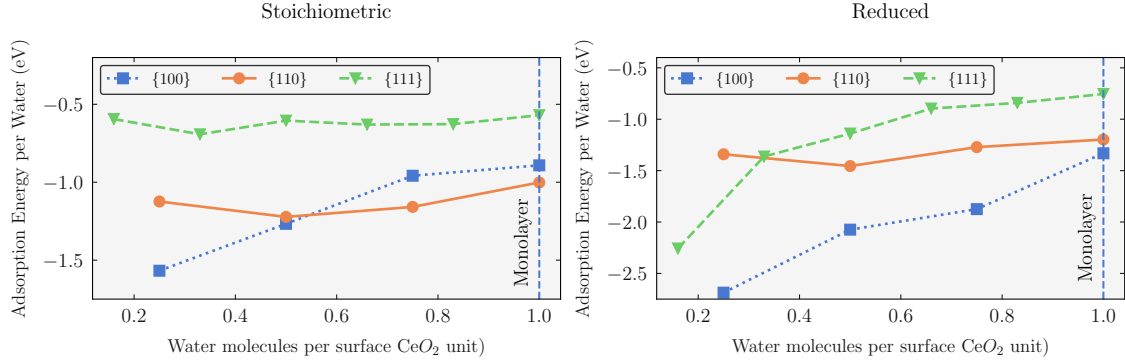 Stoichiometric
Adsorption Energy per Water (eV)
{100} {110} {111}
−0.5
−1.0
−1.5
Monolayer
0.2 0.4 0.6 0.8 1.0
Water molecules per surface CeO₂ unit)
Reduced
Adsorption Energy per Water (eV)
{100} {110} {111}
−0.5
−1.0
−1.5
−2.0
−2.5
Monolayer
0.2 0.4 0.6 0.8 1.0
Water molecules per surface CeO₂ unit)